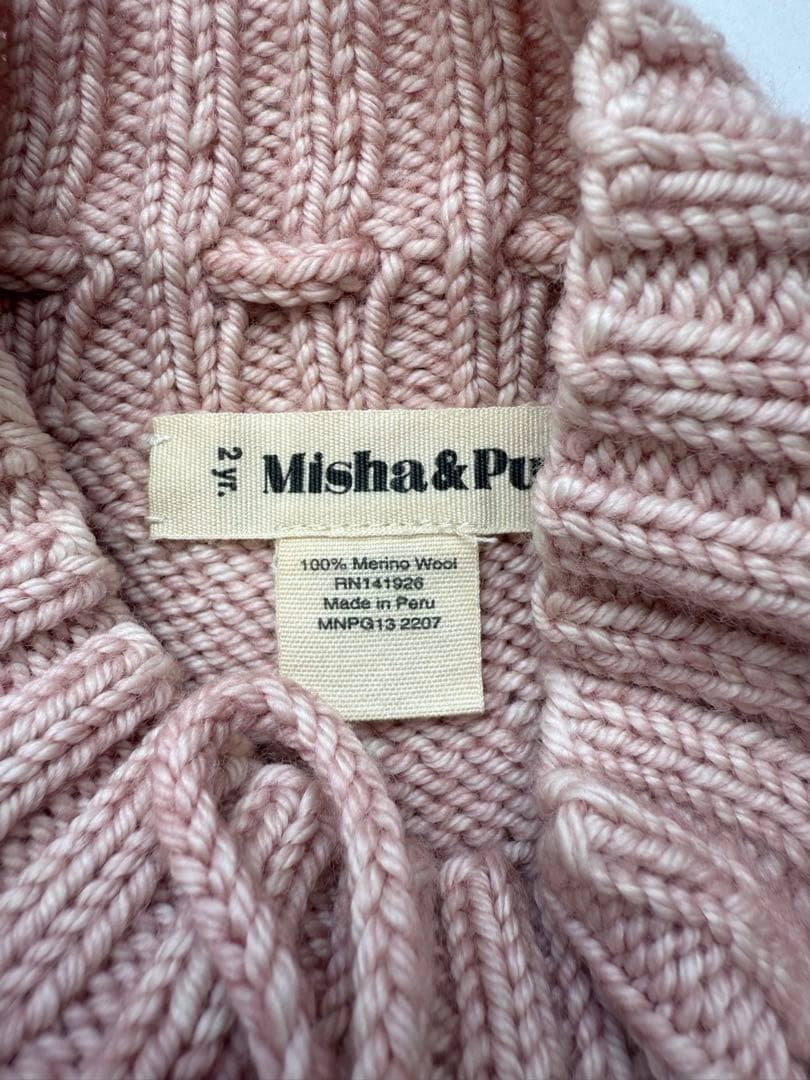 2 yr.
Misha&Pu
100% Merino Wool
RN141926
Made in Peru
MNPG13 2207